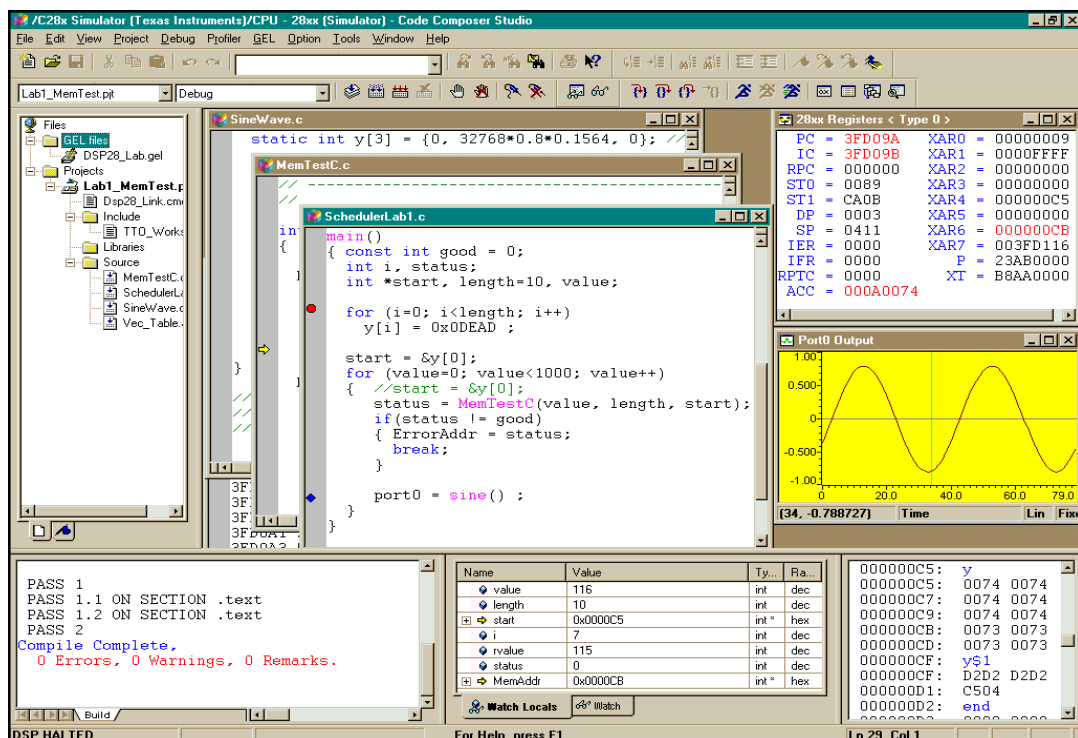 /C28x Simulator (Texas Instruments)/CPU - 28xx (Simulator) - Code Composer Studio
File Edit View Project Debug Profiler GEL Option Tools Window Help
Lab1_MemTest.pjt Debug
Files
GEL files
DSP28_Lab.gel
Projects
Lab1_MemTest.p
Dsp28_Link.cm
Include
TTO_Works
Libraries
Source
MemTestC.
SchedulerLa
SineWave.c
Vec_Table.
SineWave.c
static int y[3] = {0, 32768*0.8*0.1564, 0}; //
MemTestC.c
// ------------------------------------------
//
in
{
}
//
//
SchedulerLab1.c
main()
{ const int good = 0;
int i, status;
int *start, length=10, value;
for (i=0; i<length; i++)
y[i] = 0x0DEAD ;
start = &y[0];
for (value=0; value<1000; value++)
{ //start = &y[0];
status = MemTestC(value, length, start);
if(status != good)
{ ErrorAddr = status;
break;
}
port0 = sine() ;
}
}
3FD0A1
3FD0A3
28xx Registers < Type 0 >
PC = 3FD09A XAR0 = 00000009
IC = 3FD09B XAR1 = 0000FFFF
RPC = 000000 XAR2 = 00000000
ST0 = 0089 XAR3 = 00000000
ST1 = CA0B XAR4 = 000000C5
DP = 0003 XAR5 = 00000000
SP = 0411 XAR6 = 000000CB
IER = 0000 XAR7 = 003FD116
IFR = 0000 P = 23AB0000
RPTC = 0000 XT = B8AA0000
ACC = 000A0074
Port0 Output
1.00
0.500
0
-0.500
-1.00
0 20.0 40.0 60.0 79.0
(34, -0.788727) Time Lin Fixe
PASS 1
PASS 1.1 ON SECTION .text
PASS 1.2 ON SECTION .text
PASS 2
Compile Complete,
0 Errors, 0 Warnings, 0 Remarks.
Build
Name Value Ty... Ra...
value 116 int dec
length 10 int dec
start 0x0000C5 int * hex
i 7 int dec
rvalue 115 int dec
status 0 int dec
MemAddr 0x0000CB int * hex
Watch Locals Watch
000000C5: y
000000C5: 0074 0074
000000C7: 0074 0074
000000C9: 0074 0074
000000CB: 0073 0073
000000CD: 0073 0073
000000CF: y$1
000000CF: D2D2 D2D2
000000D1: C504
000000D2: end
000000D2: 0000 0000
DSP HALTED For Help, press F1 Ln 29, Col 1